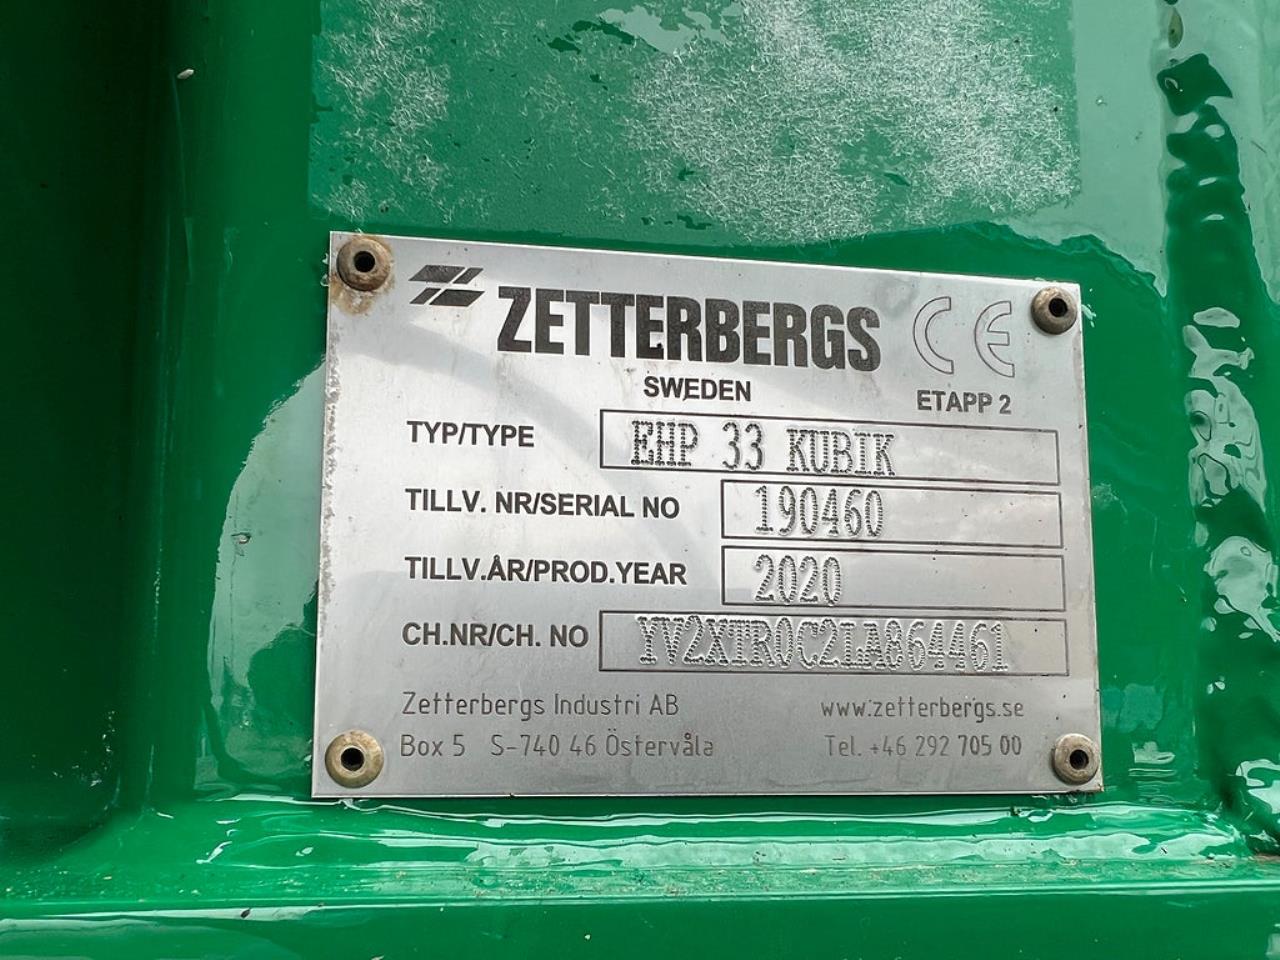 ZETTERBERGS CE
SWEDEN ETAPP 2
TYP/TYPE EHP 33 KUBIK
TILLV. NR/SERIAL NO 190460
TILLV.ÅR/PROD.YEAR 2020
CH.NR/CH. NO YV2XTR0C2LA864461
Zetterbergs Industri AB www.zetterbergs.se
Box 5 S-740 46 Östervåla Tel. +46 292 705 00